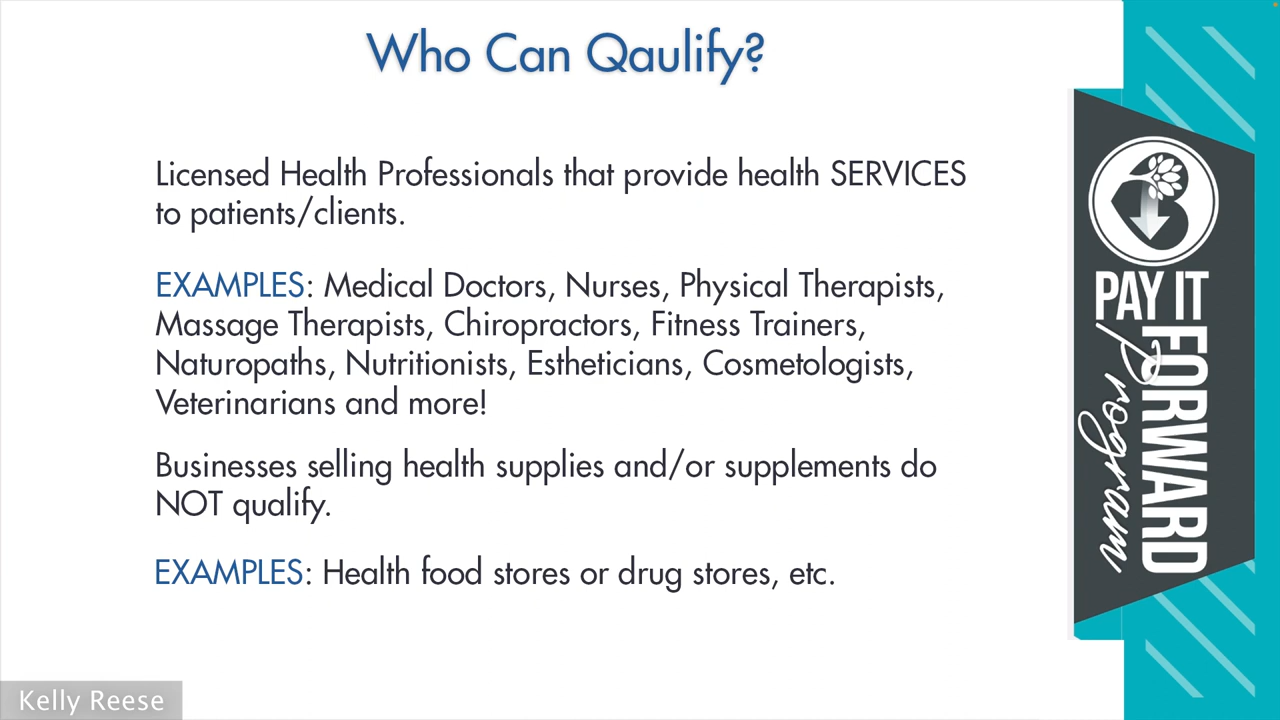 Who Can Qaulify?
Licensed Health Professionals that provide health SERVICES
to patients/clients.
EXAMPLES: Medical Doctors, Nurses, Physical Therapists,
Massage Therapists, Chiropractors, Fitness Trainers,
Naturopaths, Nutritionists, Estheticians, Cosmetologists,
Veterinarians and more!
Businesses selling health supplies and/or supplements do
NOT qualify.
EXAMPLES: Health food stores or drug stores, etc.
PAY IT
FORWARD
Program
Kelly Reese